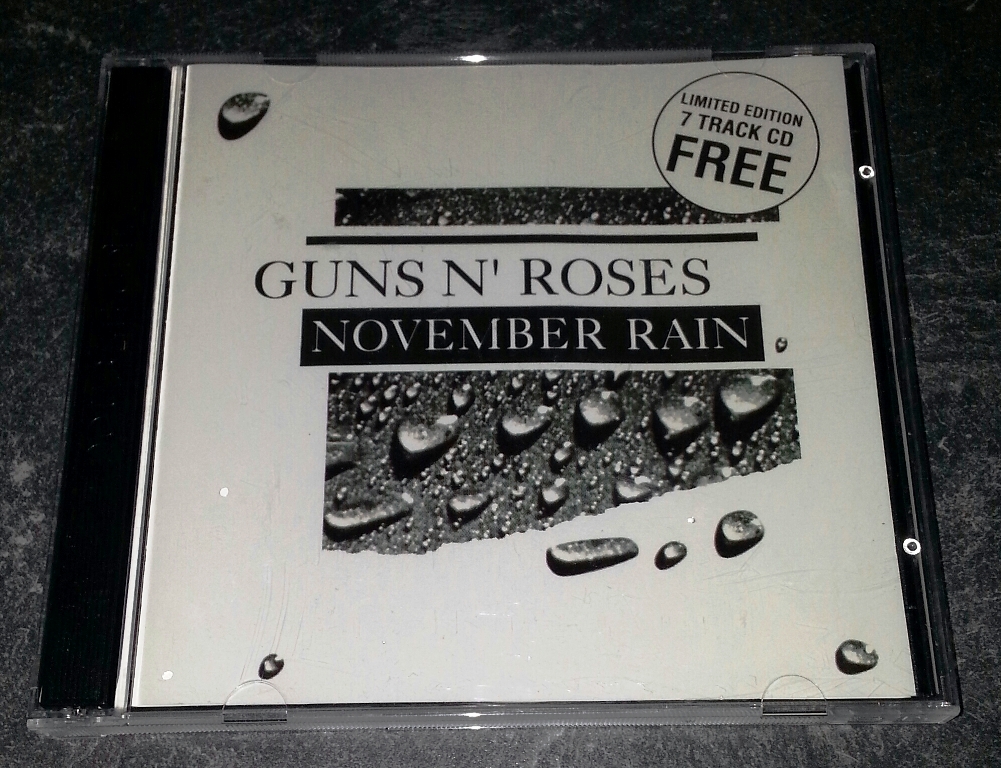 LIMITED EDITION
7 TRACK CD
FREE
GUNS N' ROSES
NOVEMBER RAIN